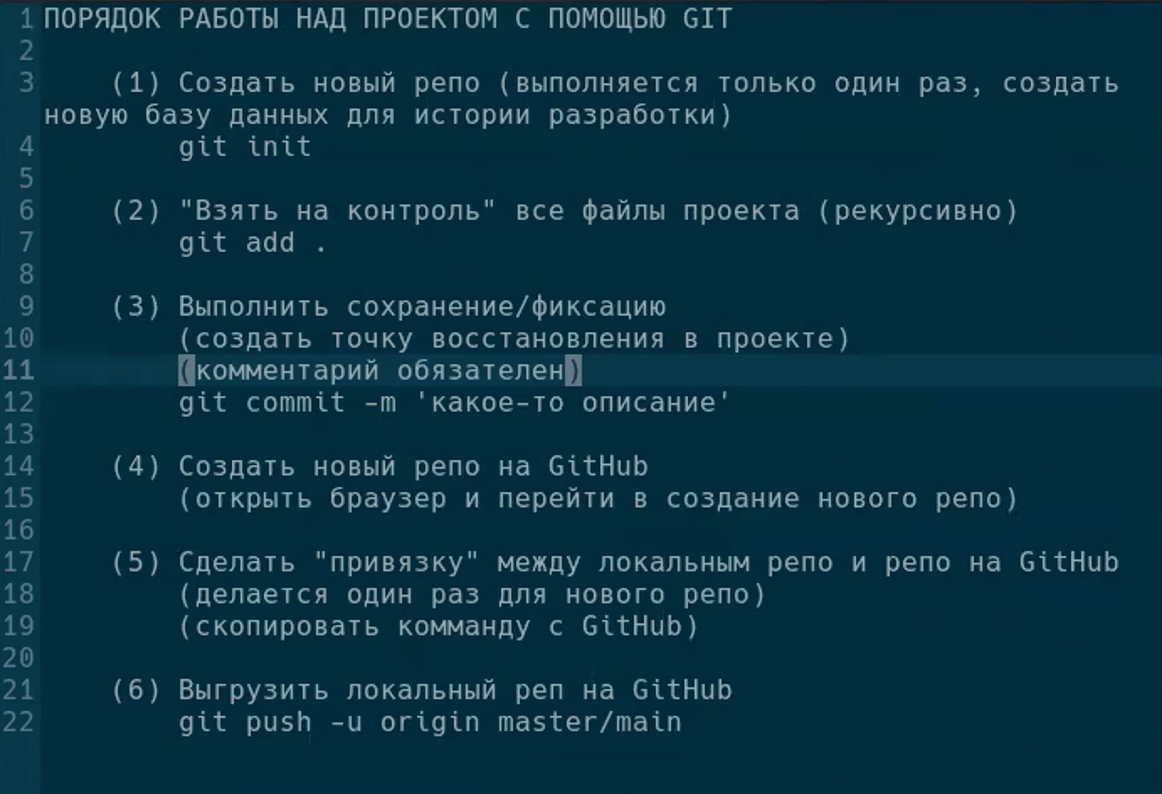 1 ПОРЯДОК РАБОТЫ НАД ПРОЕКТОМ С ПОМОЩЬЮ GIT
2
3 (1) Создать новый репо (выполняется только один раз, создать
новую базу данных для истории разработки)
4 git init
5
6 (2) "Взять на контроль" все файлы проекта (рекурсивно)
7 git add .
8
9 (3) Выполнить сохранение/фиксацию
10 (создать точку восстановления в проекте)
11 (комментарий обязателен)
12 git commit -m 'какое-то описание'
13
14 (4) Создать новый репо на GitHub
15 (открыть браузер и перейти в создание нового репо)
16
17 (5) Сделать "привязку" между локальным репо и репо на GitHub
18 (делается один раз для нового репо)
19 (скопировать комманду с GitHub)
20
21 (6) Выгрузить локальный реп на GitHub
22 git push -u origin master/main